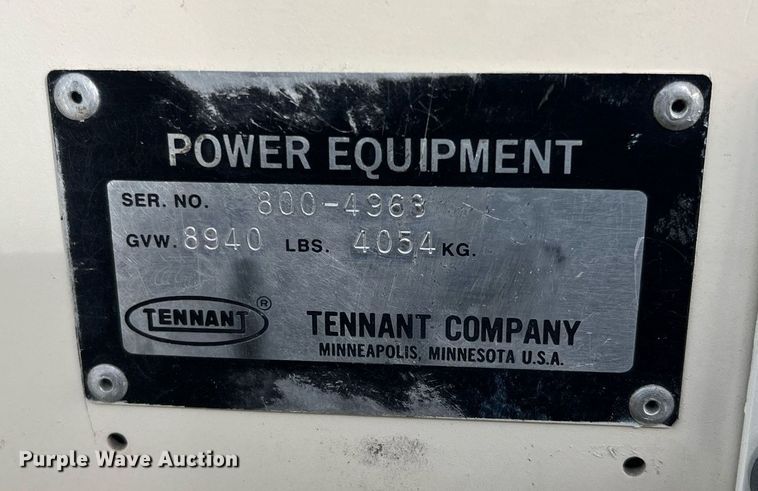 POWER EQUIPMENT
SER. NO. 800-4963
GVW. 8940 LBS. 4054 KG.
TENNANT ®
TENNANT COMPANY
MINNEAPOLIS, MINNESOTA U.S.A.
Purple Wave Auction